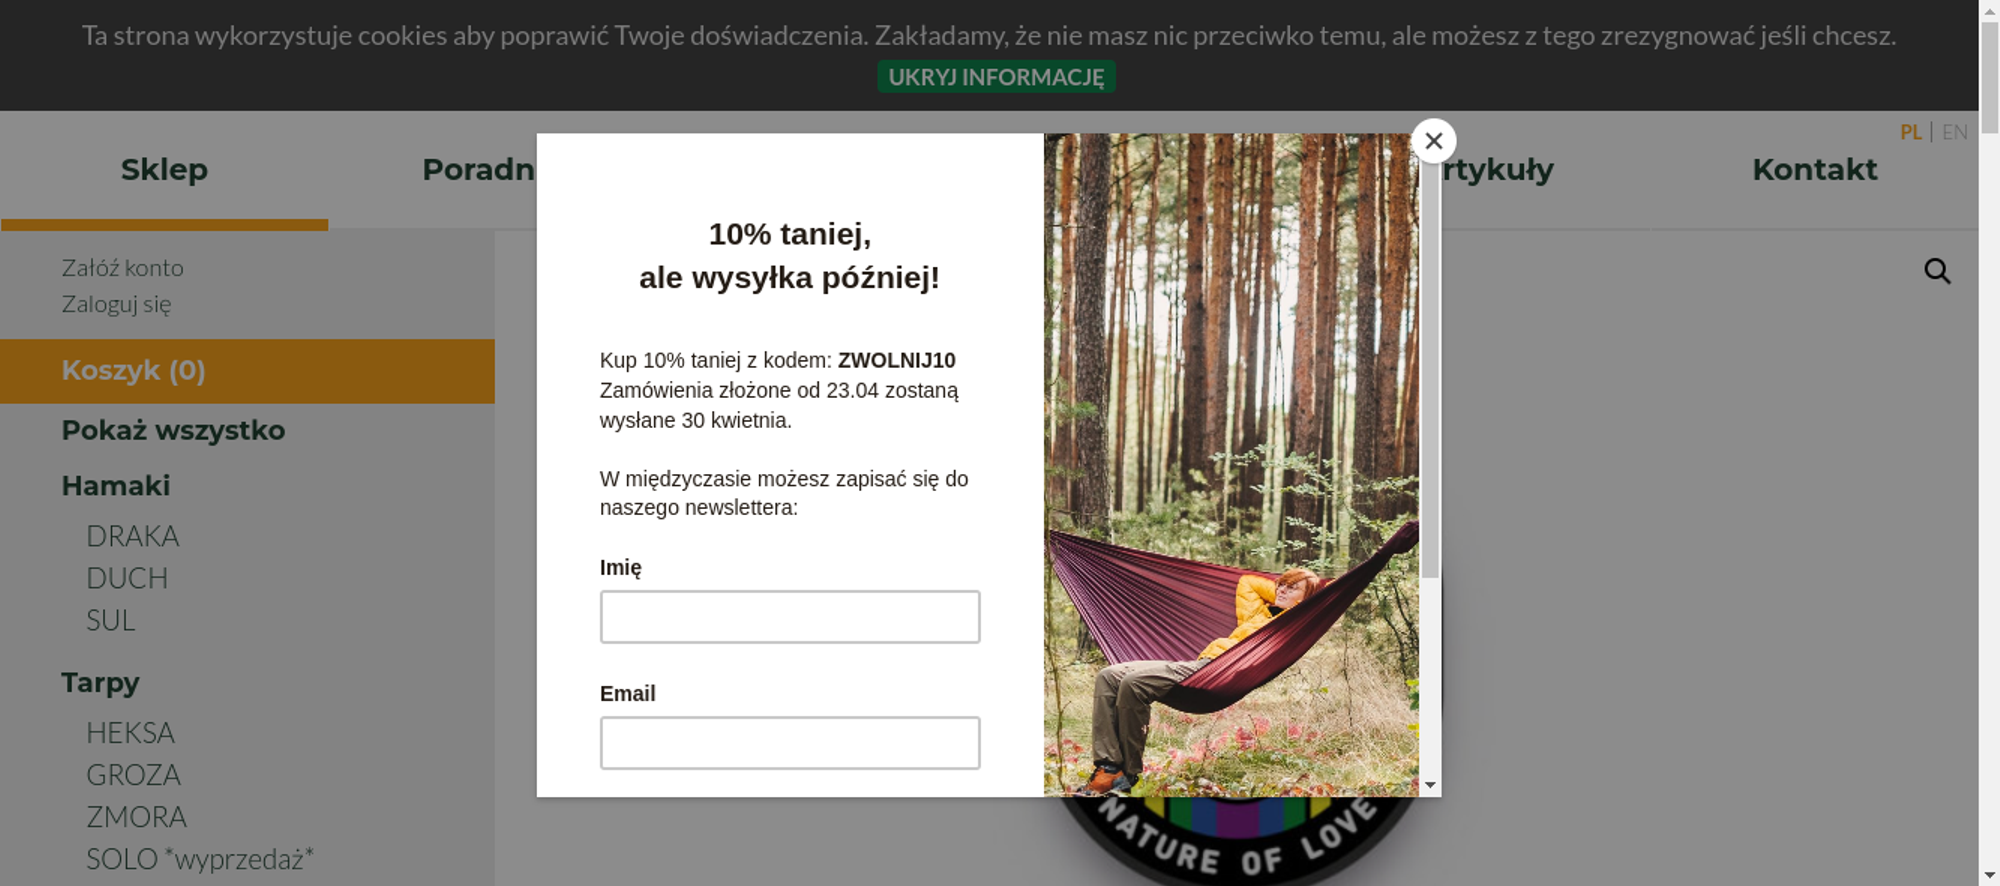 Ta strona wykorzystuje cookies aby poprawić Twoje doświadczenia. Zakładamy, że nie masz nic przeciwko temu, ale możesz z tego zrezygnować jeśli chcesz.
UKRYJ INFORMACJĘ
PL | EN
Sklep
Poradn
rtykuły
Kontakt
Załóż konto
Zaloguj się
Koszyk (0)
Pokaż wszystko
Hamaki
DRAKA
DUCH
SUL
Tarpy
HEKSA
GROZA
ZMORA
SOLO *wyprzedaż*
10% taniej,
ale wysyłka później!
Kup 10% taniej z kodem: ZWOLNIJ10
Zamówienia złożone od 23.04 zostaną
wysłane 30 kwietnia.
W międzyczasie możesz zapisać się do
naszego newslettera:
Imię
Email
NATURE OF LOVE